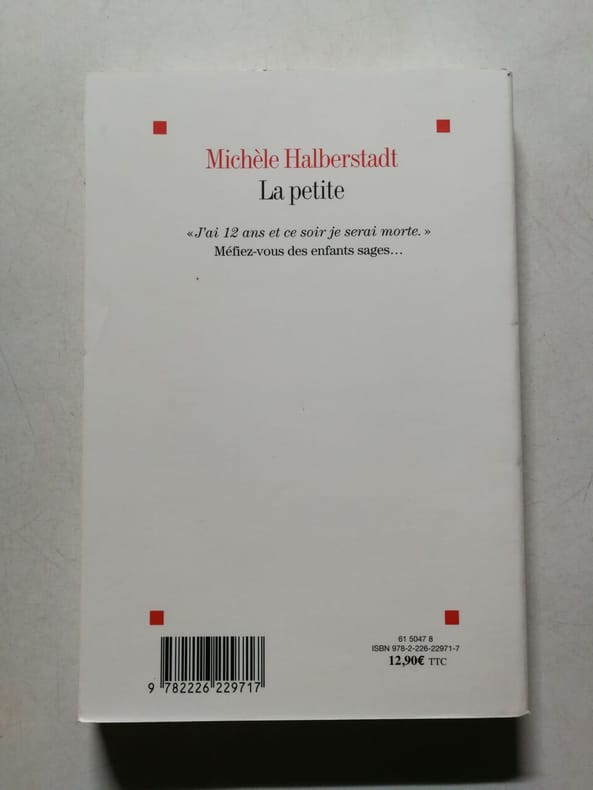 Michèle Halberstadt
La petite
« J'ai 12 ans et ce soir je serai morte. »
Méfiez-vous des enfants sages...
61 5047 8
ISBN 978-2-226-22971-7
12,90€ TTC
9 782226 229717